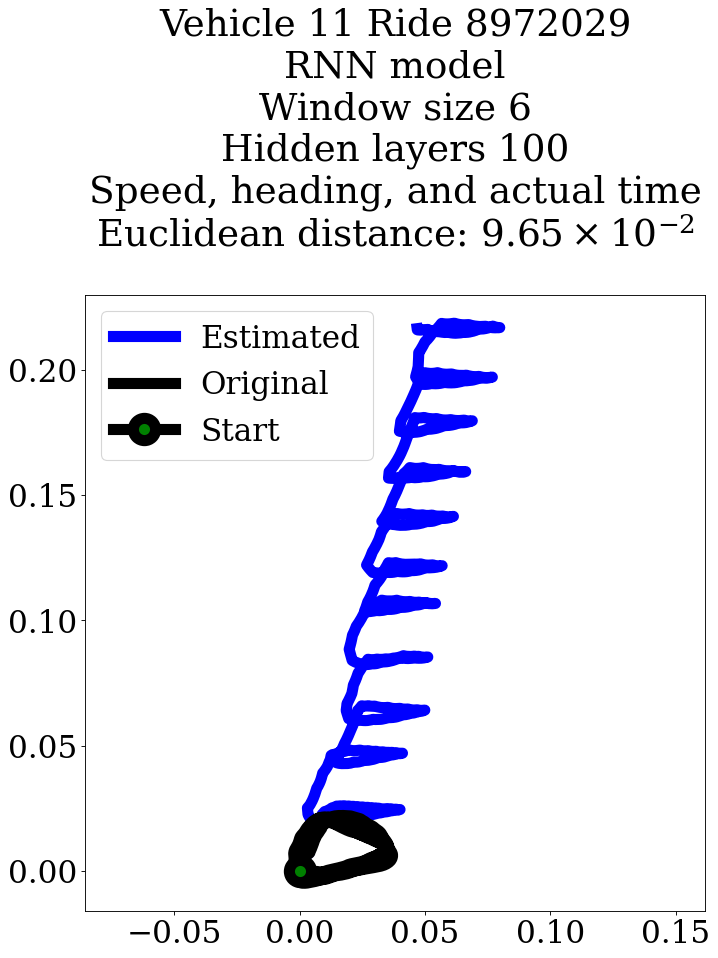 Vehicle 11 Ride 8972029
RNN model
Window size 6
Hidden layers 100
Speed, heading, and actual time
Euclidean distance: 9.65 × 10⁻²
Estimated
Original
Start
0.20
0.15
0.10
0.05
0.00
−0.05 0.00 0.05 0.10 0.15